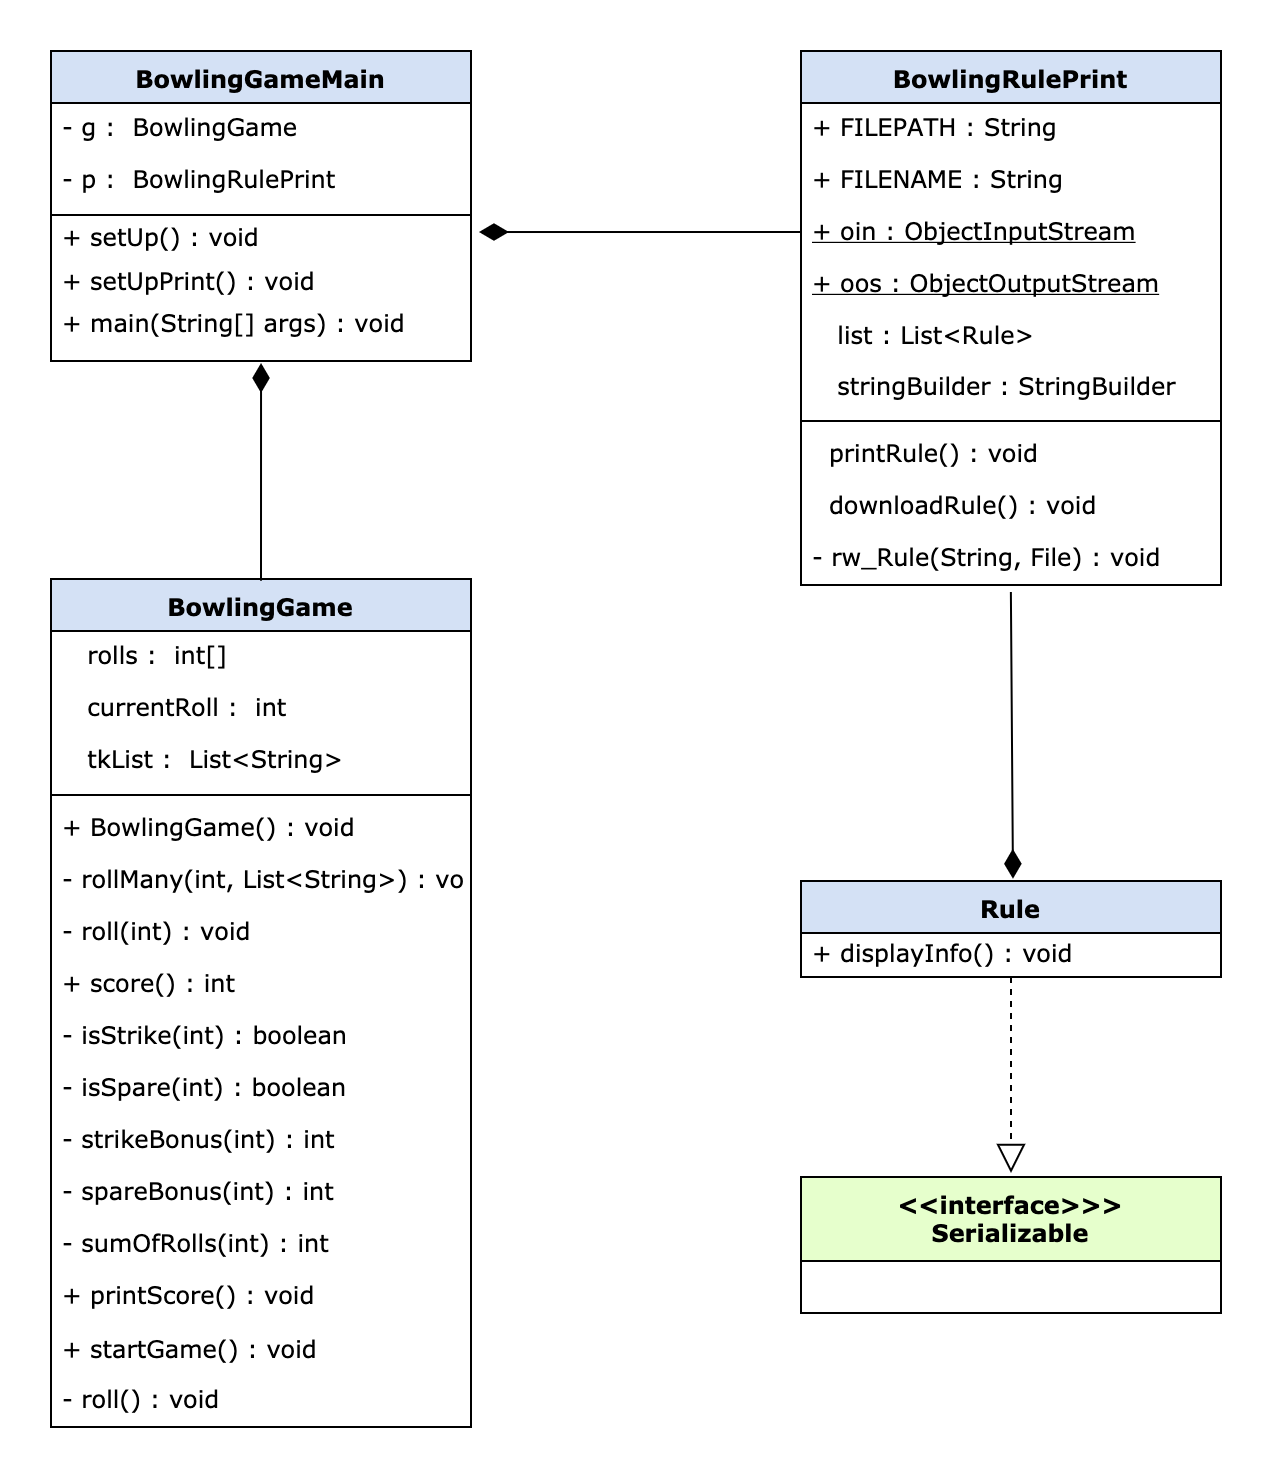 BowlingGameMain
- g :  BowlingGame
- p :  BowlingRulePrint
+ setUp() : void
+ setUpPrint() : void
+ main(String[] args) : void
BowlingRulePrint
+ FILEPATH : String
+ FILENAME : String
+ oin : ObjectInputStream
+ oos : ObjectOutputStream
list : List<Rule>
stringBuilder : StringBuilder
printRule() : void
downloadRule() : void
- rw_Rule(String, File) : void
BowlingGame
rolls :  int[]
currentRoll :  int
tkList :  List<String>
+ BowlingGame() : void
- rollMany(int, List<String>) : vo
- roll(int) : void
+ score() : int
- isStrike(int) : boolean
- isSpare(int) : boolean
- strikeBonus(int) : int
- spareBonus(int) : int
- sumOfRolls(int) : int
+ printScore() : void
+ startGame() : void
- roll() : void
Rule
+ displayInfo() : void
<<interface>>>
Serializable